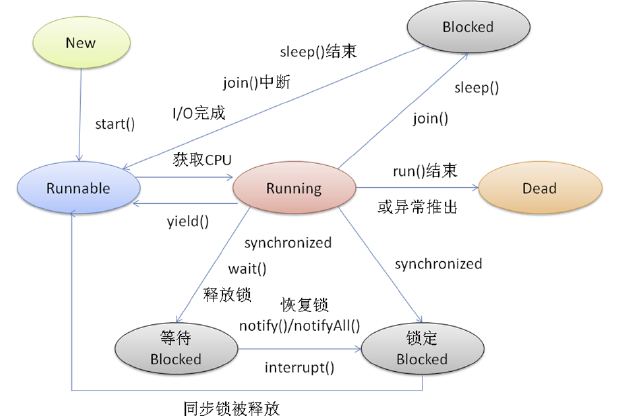 New
Blocked
sleep()结束
join()中断
I/O完成
sleep()
join()
start()
获取CPU
Runnable
Running
run()结束
Dead
或异常推出
yield()
synchronized
wait()
释放锁
synchronized
恢复锁
notify()/notifyAll()
等待
Blocked
锁定
Blocked
interrupt()
同步锁被释放